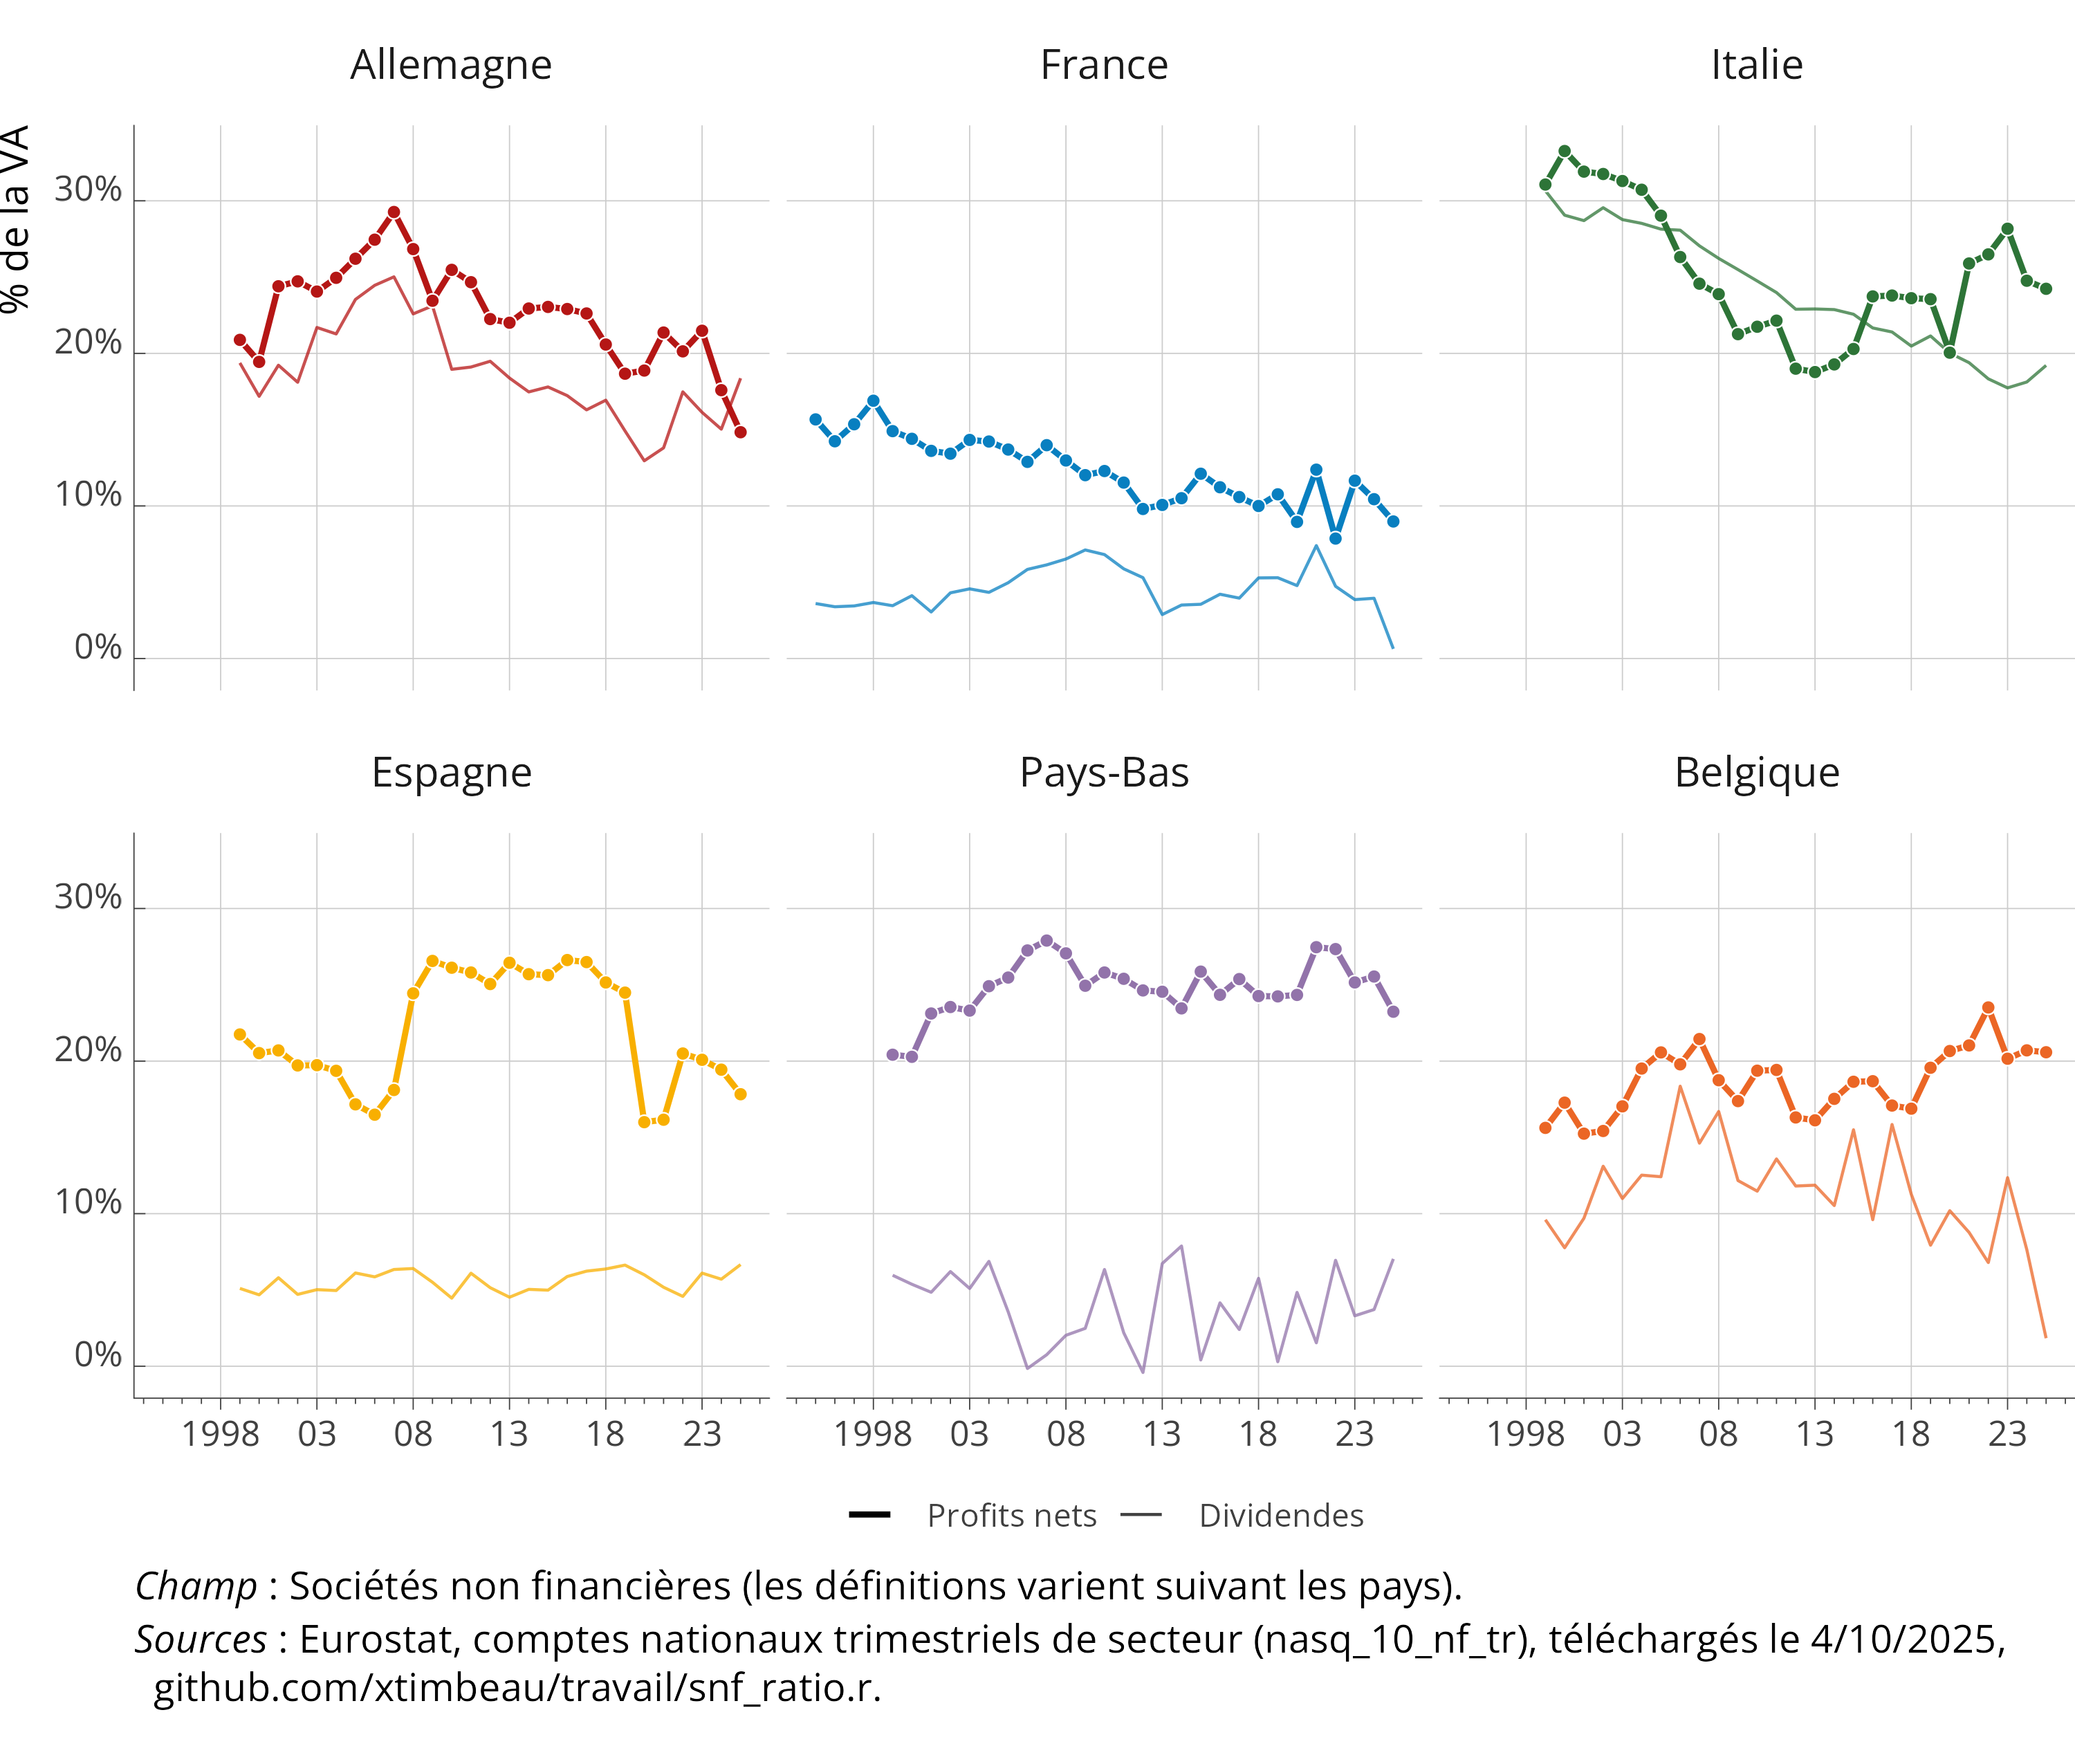 Allemagne
France
Italie
% de la VA
30%
20%
10%
0%
Espagne
Pays-Bas
Belgique
30%
20%
10%
0%
1998 03 08 13 18 23
1998 03 08 13 18 23
1998 03 08 13 18 23
Profits nets
Dividendes
Champ : Sociétés non financières (les définitions varient suivant les pays).
Sources : Eurostat, comptes nationaux trimestriels de secteur (nasq_10_nf_tr), téléchargés le 4/10/2025,
github.com/xtimbeau/travail/snf_ratio.r.